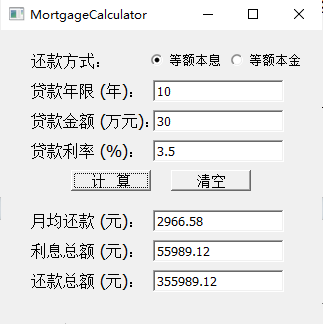 MortgageCalculator
还款方式： 等额本息 等额本金
贷款年限 (年)： 10
贷款金额 (万元)： 30
贷款利率 (%)： 3.5
计 算 清空
月均还款 (元)： 2966.58
利息总额 (元)： 55989.12
还款总额 (元)： 355989.12